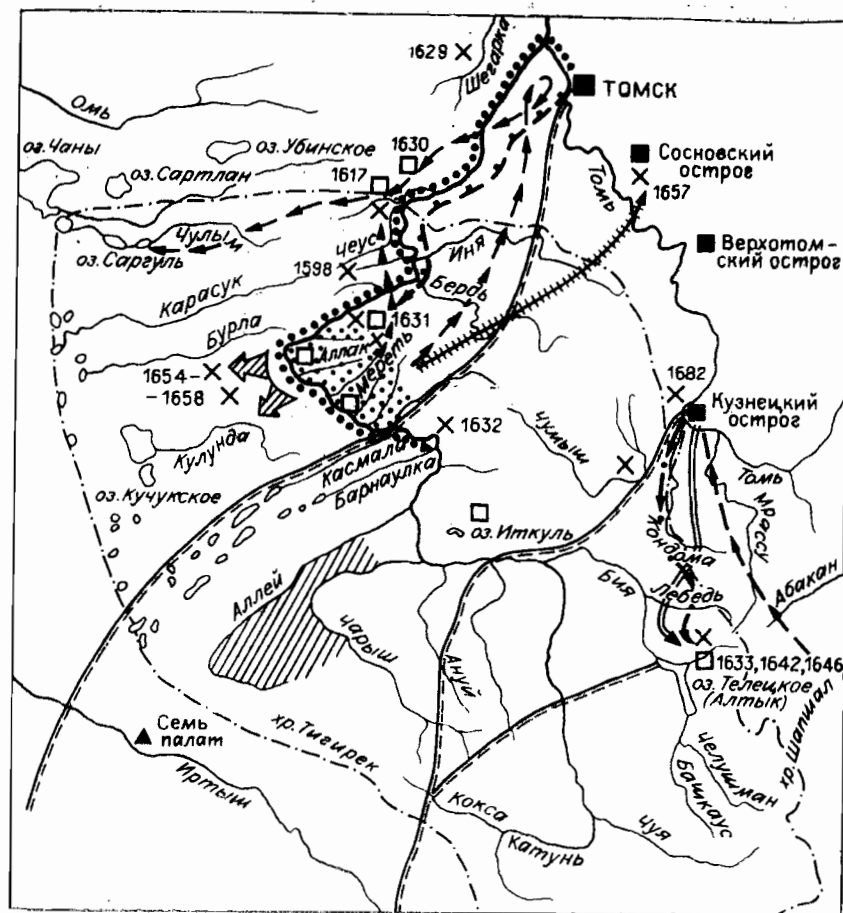 1629
Шегарка
Омь
ТОМСК
оз. Чаны
оз. Убинское
1630
оз. Сартлан
1617
Сосновский
острог
1657
Томь
Чулым
Чеус
оз. Саргуль
Иня
Верхотом-
ский острог
1598
Карасук
Бердь
Бурла
1631
Аллак
Мереть
1654-
-1658
1682
Кузнецкий
острог
1632
Чумыш
Кулунда
Касмала
Барнаулка
Томь
Мрассу
оз. Кучукское
оз. Иткуль
Кондома
Аллей
Бия
Лебедь
Абакан
Чарыш
Ануй
1633, 1642, 1646
оз. Телецкое
(Алтык)
Семь
палат
хр. Тигирек
хр. Шапшал
Иртыш
Челушман
Башкаус
Кокса
Чуя
Катунь